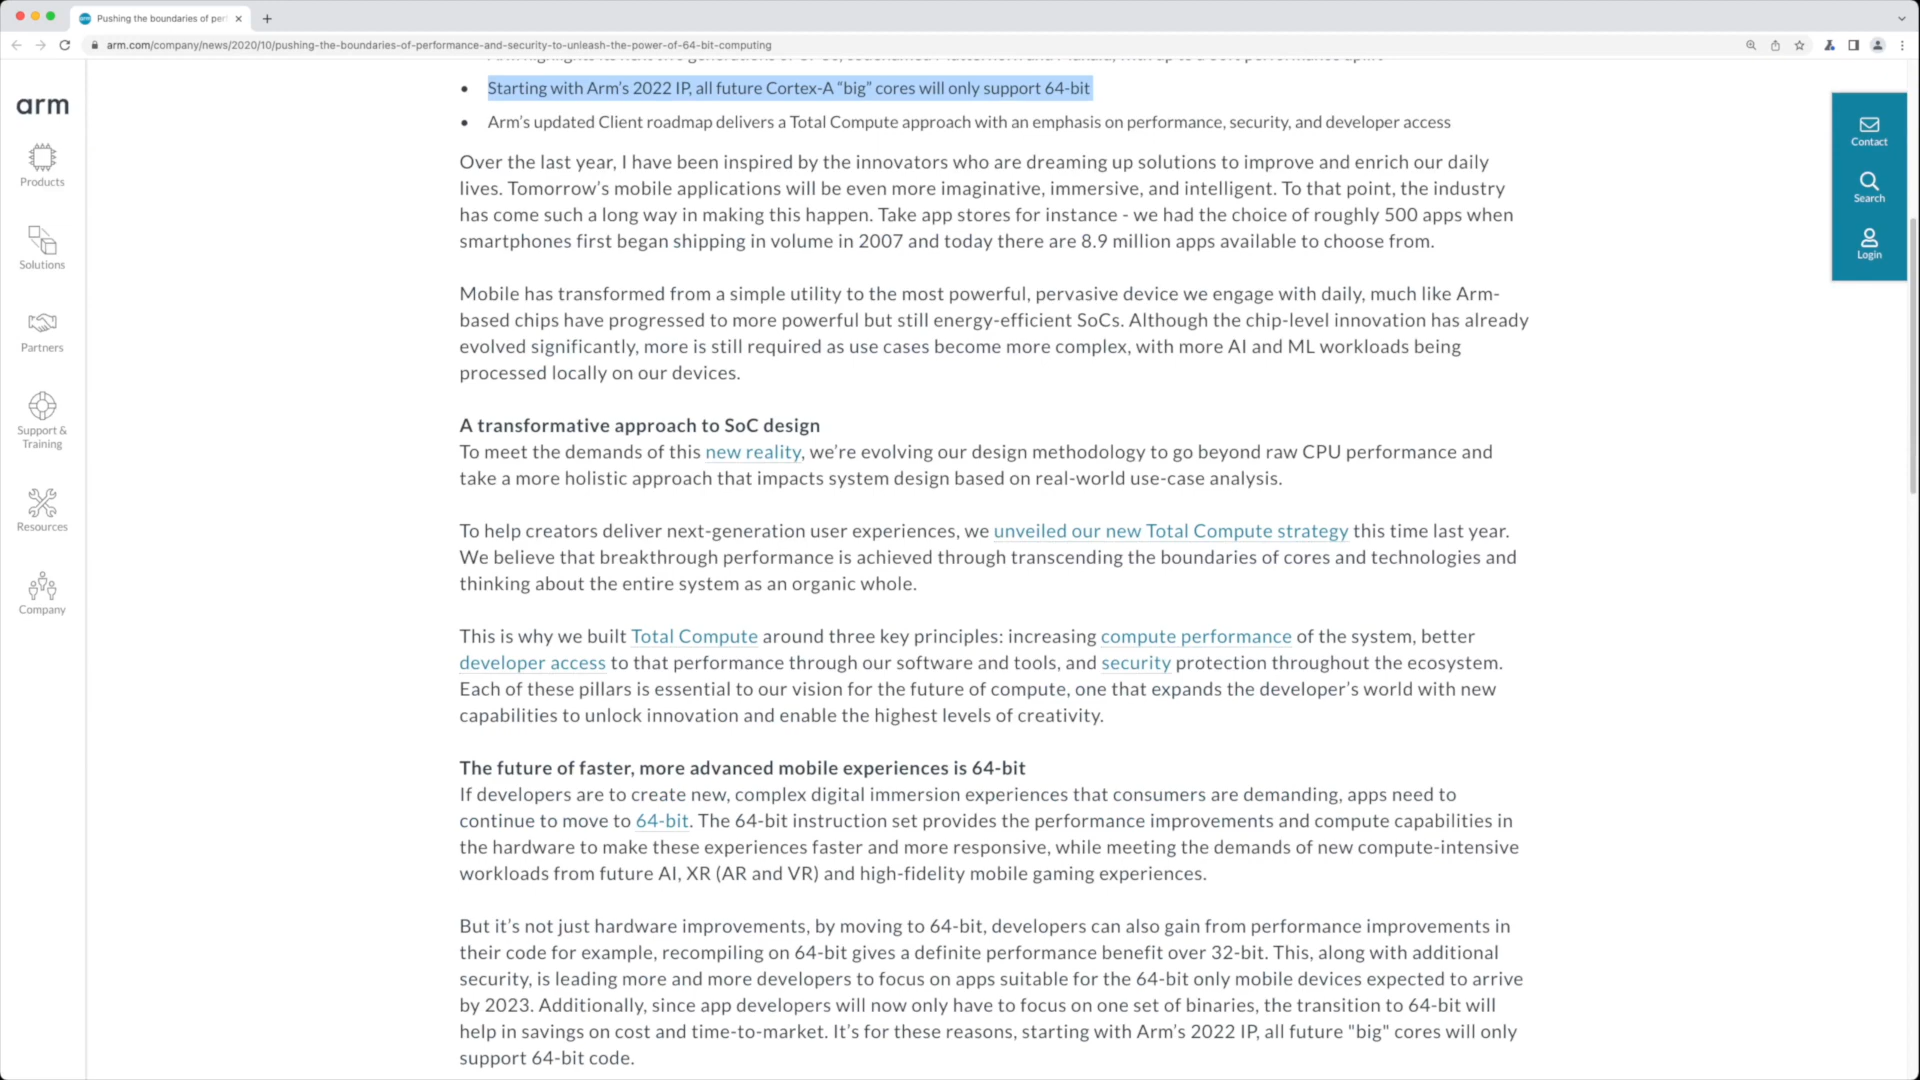 Pushing the boundaries of per
arm.com/company/news/2020/10/pushing-the-boundaries-of-performance-and-security-to-unleash-the-power-of-64-bit-computing
arm
Products
Solutions
Partners
Support &
Training
Resources
Company
• Starting with Arm’s 2022 IP, all future Cortex-A “big” cores will only support 64-bit
• Arm’s updated Client roadmap delivers a Total Compute approach with an emphasis on performance, security, and developer access
Over the last year, I have been inspired by the innovators who are dreaming up solutions to improve and enrich our daily
lives. Tomorrow’s mobile applications will be even more imaginative, immersive, and intelligent. To that point, the industry
has come such a long way in making this happen. Take app stores for instance - we had the choice of roughly 500 apps when
smartphones first began shipping in volume in 2007 and today there are 8.9 million apps available to choose from.
Mobile has transformed from a simple utility to the most powerful, pervasive device we engage with daily, much like Arm-
based chips have progressed to more powerful but still energy-efficient SoCs. Although the chip-level innovation has already
evolved significantly, more is still required as use cases become more complex, with more AI and ML workloads being
processed locally on our devices.
A transformative approach to SoC design
To meet the demands of this new reality, we’re evolving our design methodology to go beyond raw CPU performance and
take a more holistic approach that impacts system design based on real-world use-case analysis.
To help creators deliver next-generation user experiences, we unveiled our new Total Compute strategy this time last year.
We believe that breakthrough performance is achieved through transcending the boundaries of cores and technologies and
thinking about the entire system as an organic whole.
This is why we built Total Compute around three key principles: increasing compute performance of the system, better
developer access to that performance through our software and tools, and security protection throughout the ecosystem.
Each of these pillars is essential to our vision for the future of compute, one that expands the developer’s world with new
capabilities to unlock innovation and enable the highest levels of creativity.
The future of faster, more advanced mobile experiences is 64-bit
If developers are to create new, complex digital immersion experiences that consumers are demanding, apps need to
continue to move to 64-bit. The 64-bit instruction set provides the performance improvements and compute capabilities in
the hardware to make these experiences faster and more responsive, while meeting the demands of new compute-intensive
workloads from future AI, XR (AR and VR) and high-fidelity mobile gaming experiences.
But it’s not just hardware improvements, by moving to 64-bit, developers can also gain from performance improvements in
their code for example, recompiling on 64-bit gives a definite performance benefit over 32-bit. This, along with additional
security, is leading more and more developers to focus on apps suitable for the 64-bit only mobile devices expected to arrive
by 2023. Additionally, since app developers will now only have to focus on one set of binaries, the transition to 64-bit will
help in savings on cost and time-to-market. It’s for these reasons, starting with Arm’s 2022 IP, all future "big" cores will only
support 64-bit code.
Contact
Search
Login